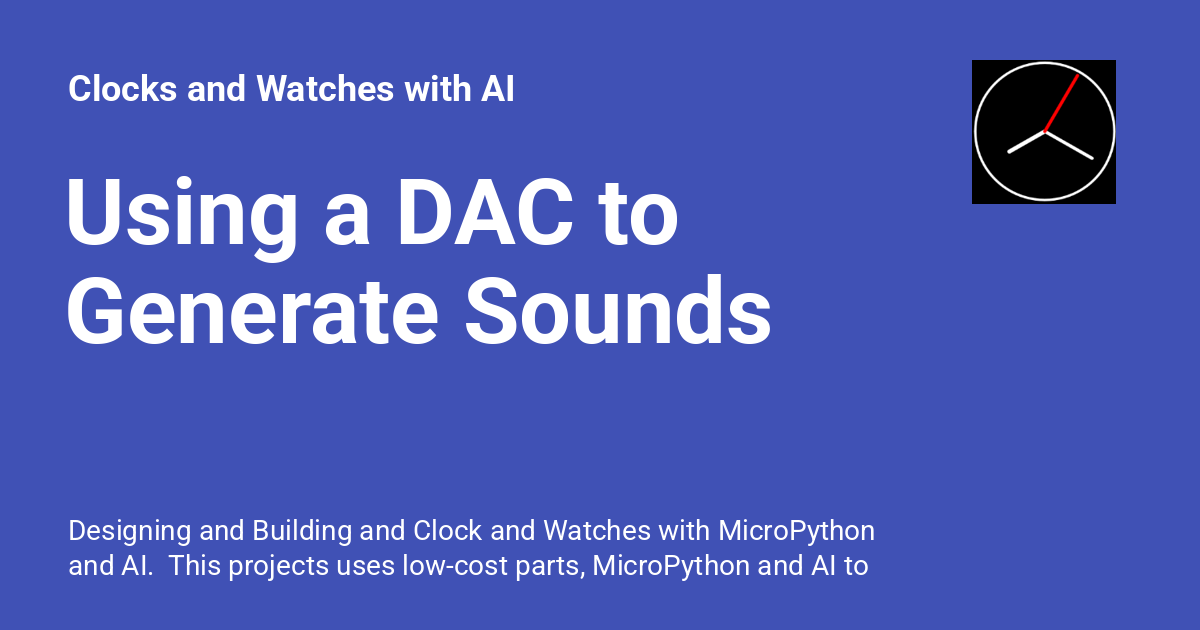 Clocks and Watches with AI
Using a DAC to
Generate Sounds
Designing and Building and Clock and Watches with MicroPython
and AI.  This projects uses low-cost parts, MicroPython and AI to